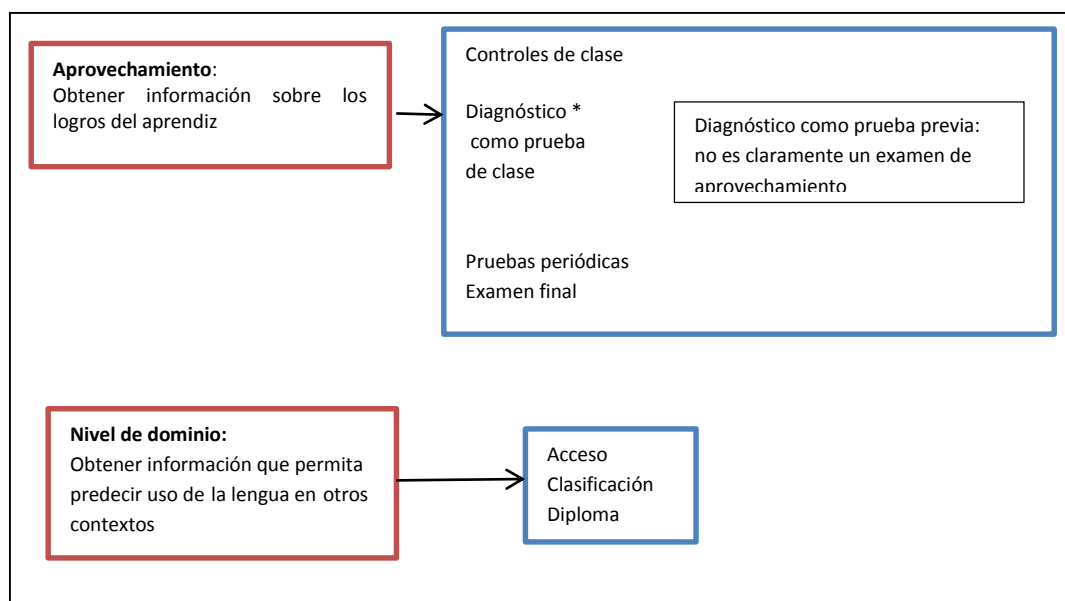 Aprovechamiento:
Obtener información sobre los
logros del aprendiz
Controles de clase
Diagnóstico *
como prueba
de clase
Diagnóstico como prueba previa:
no es claramente un examen de
aprovechamiento
Pruebas periódicas
Examen final
Nivel de dominio:
Obtener información que permita
predecir uso de la lengua en otros
contextos
Acceso
Clasificación
Diploma